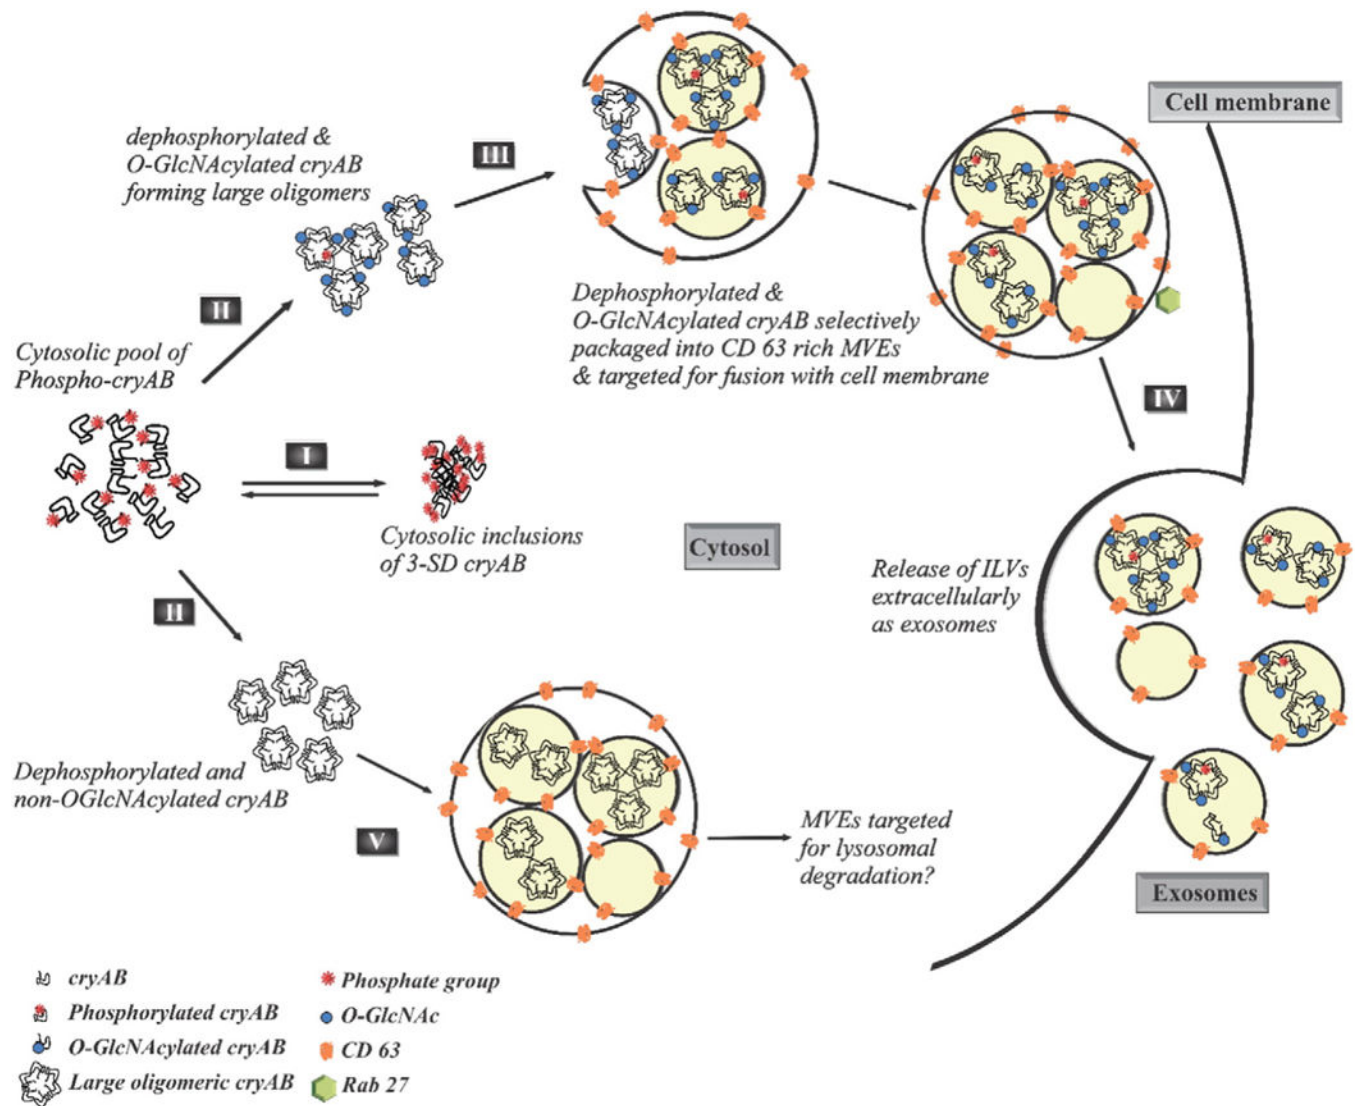 Cell membrane
dephosphorylated &
O-GlcNAcylated cryAB
forming large oligomers
III
II
Dephosphorylated &
O-GlcNAcylated cryAB selectively
packaged into CD 63 rich MVEs
& targeted for fusion with cell membrane
Cytosolic pool of
Phospho-cryAB
IV
I
Cytosolic inclusions
of 3-SD cryAB
Cytosol
Release of ILVs
extracellularly
as exosomes
II
Dephosphorylated and
non-OGlcNAcylated cryAB
V
MVEs targeted
for lysosomal
degradation?
Exosomes
cryAB
Phosphorylated cryAB
O-GlcNAcylated cryAB
Large oligomeric cryAB
Phosphate group
O-GlcNAc
CD 63
Rab 27